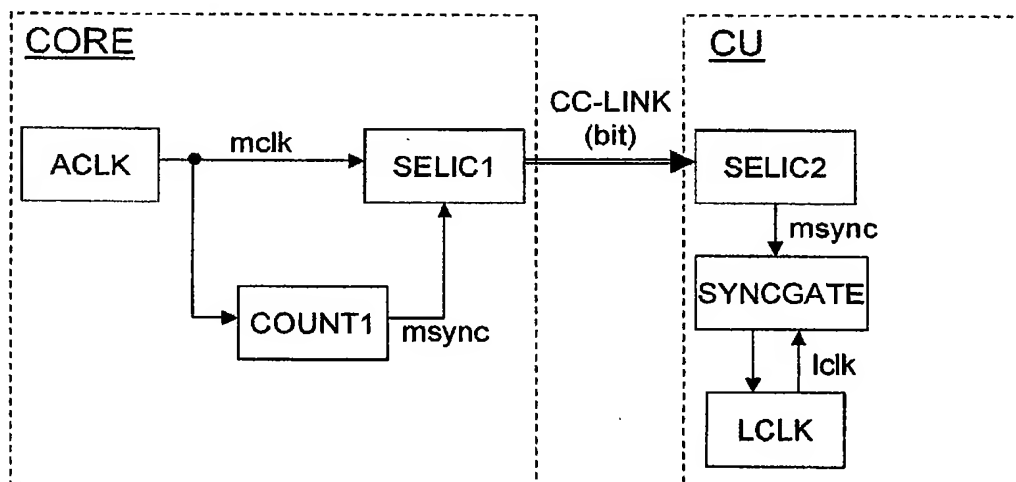 CORE
CU
CC-LINK
(bit)
mclk
ACLK
SELIC1
SELIC2
msync
SYNCGATE
COUNT1
msync
lclk
LCLK